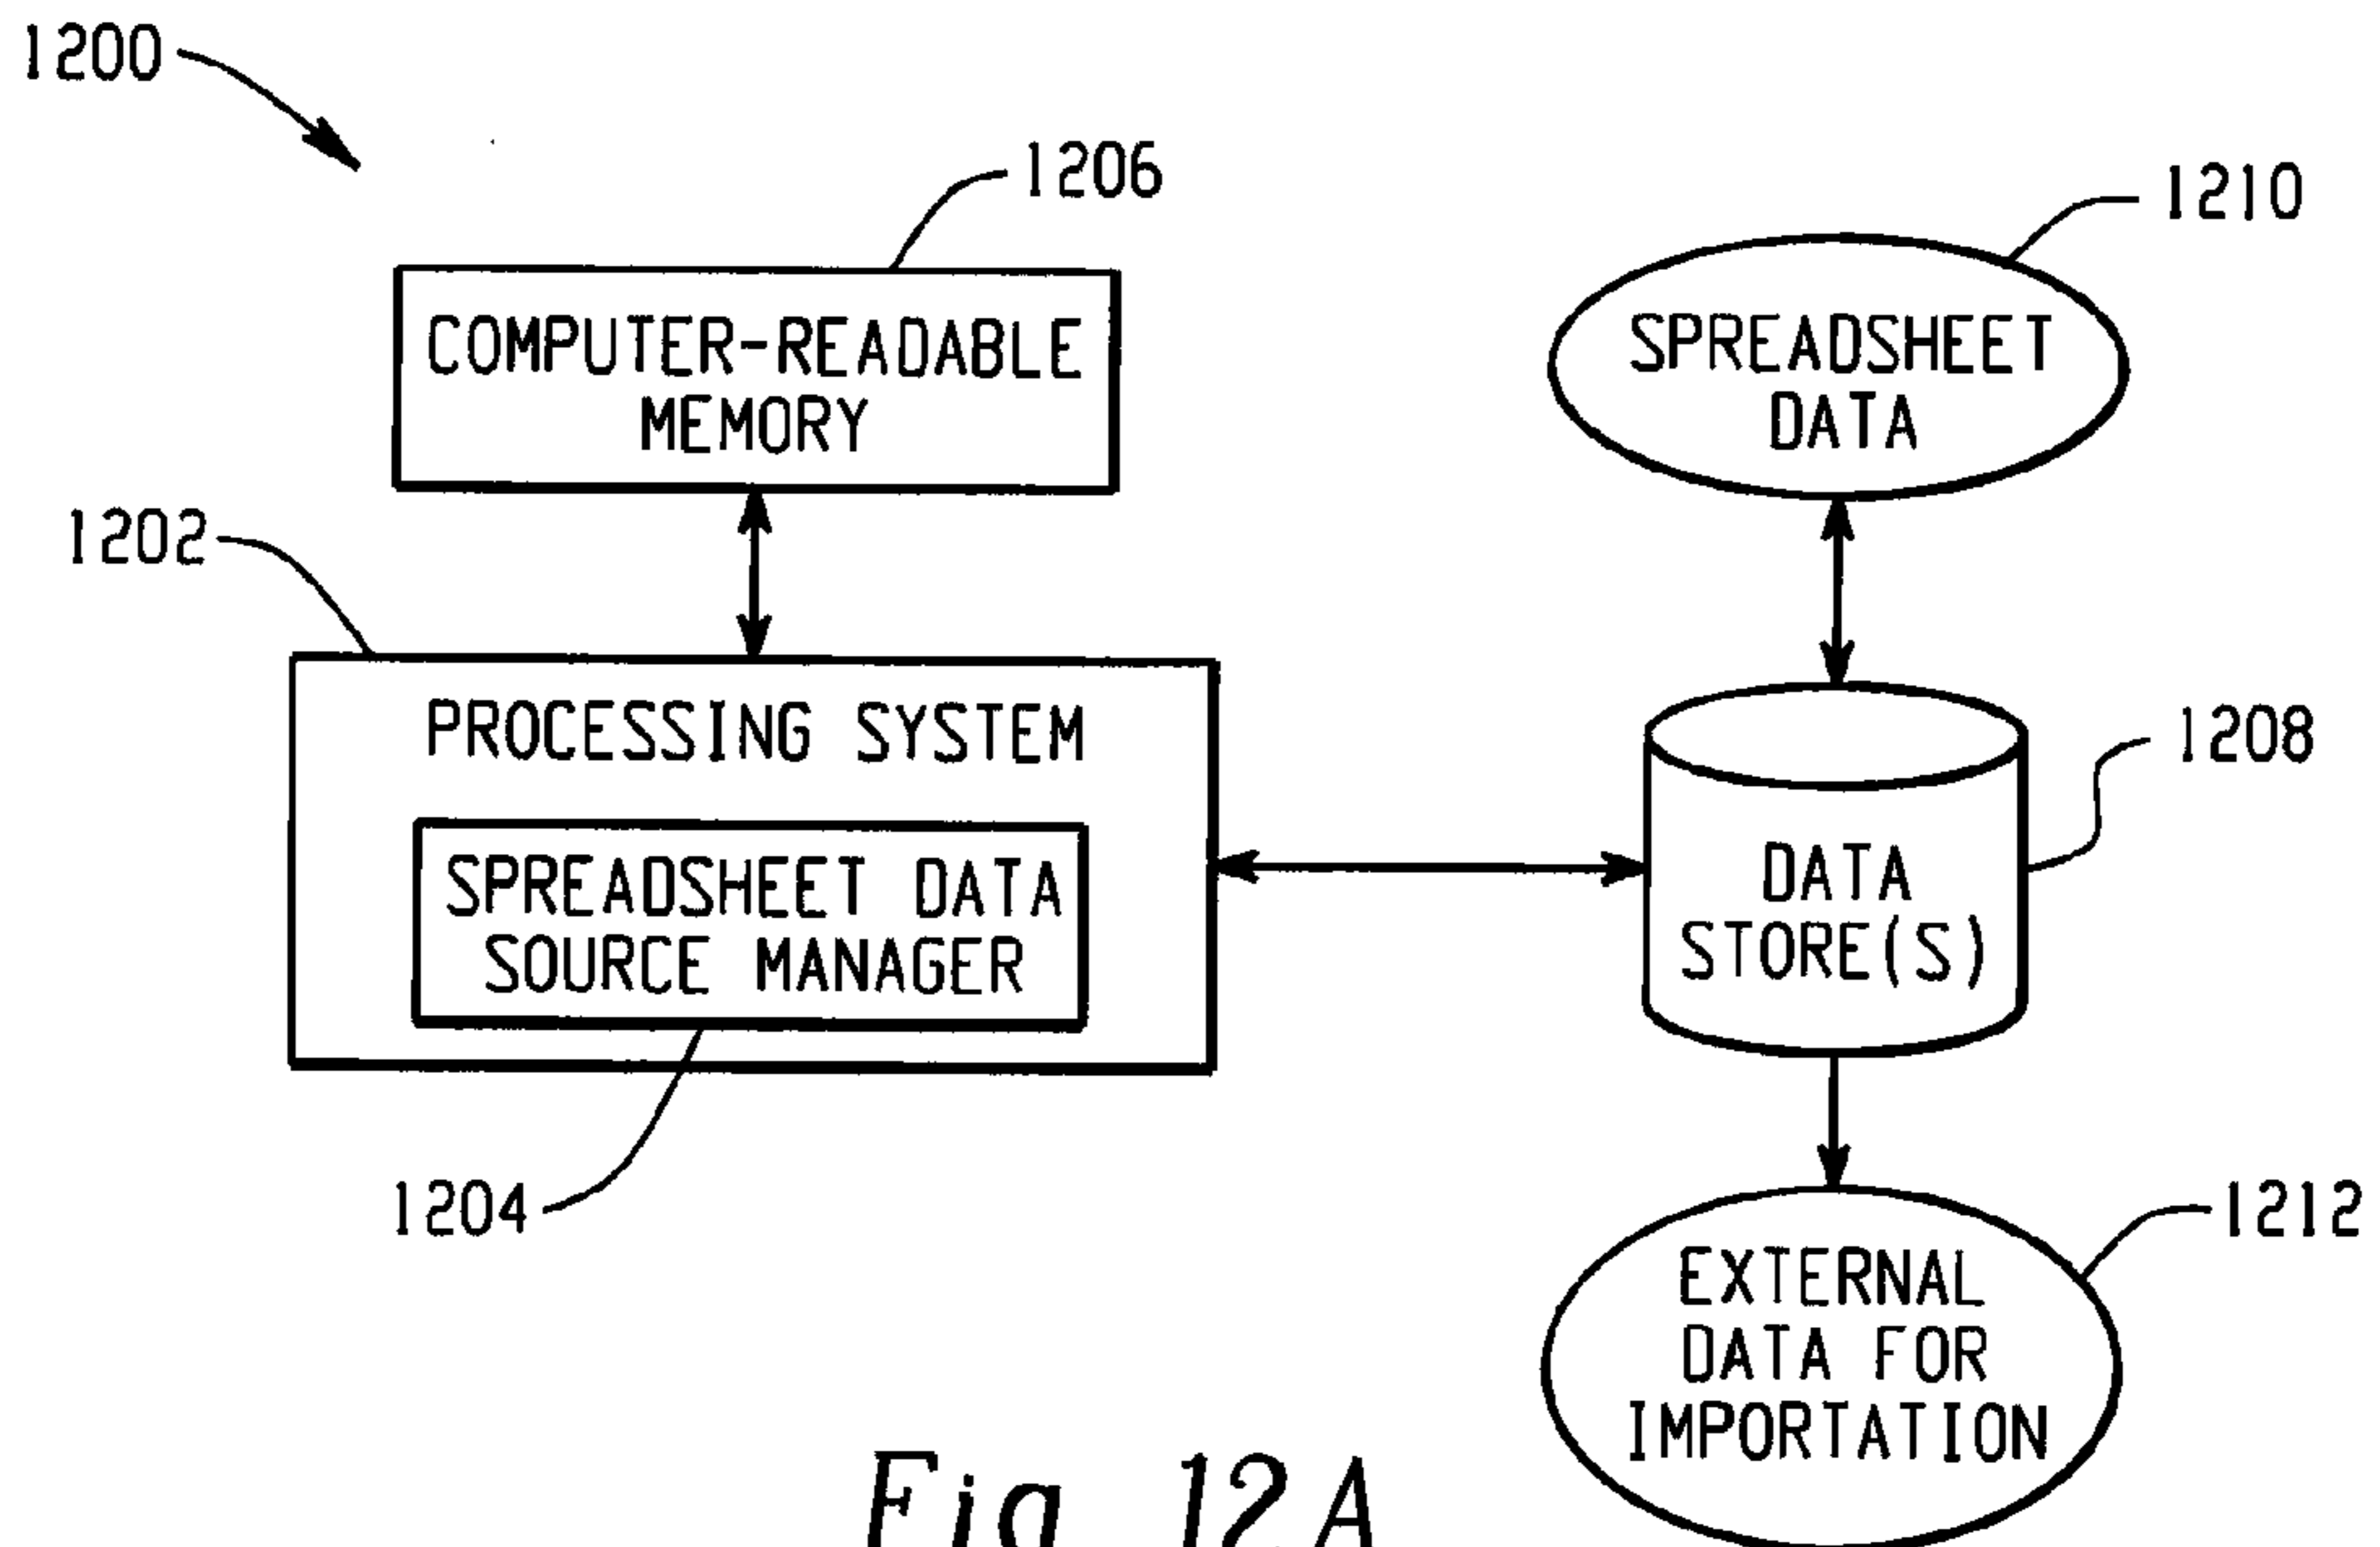 1200
1206
1210
COMPUTER-READABLE
MEMORY
SPREADSHEET
DATA
1202
PROCESSING SYSTEM
1208
SPREADSHEET DATA
SOURCE MANAGER
DATA
STORE(S)
1204
1212
EXTERNAL
DATA FOR
IMPORTATION
Fig 12A